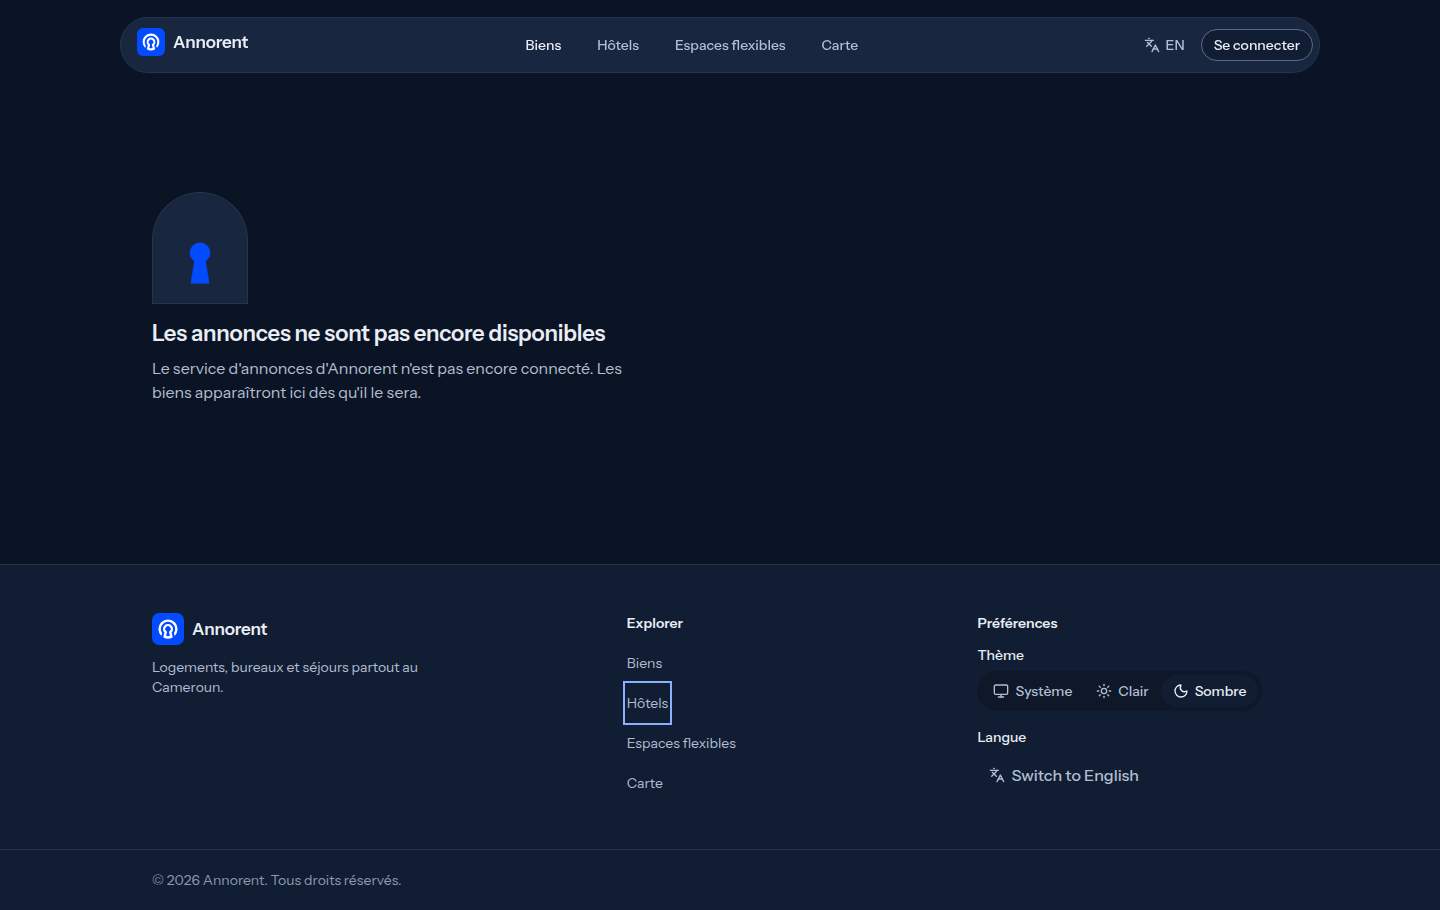 Annorent
Biens
Hôtels
Espaces flexibles
Carte
EN
Se connecter
Les annonces ne sont pas encore disponibles
Le service d'annonces d'Annorent n'est pas encore connecté. Les
biens apparaîtront ici dès qu'il le sera.
Annorent
Logements, bureaux et séjours partout au
Cameroun.
Explorer
Biens
Hôtels
Espaces flexibles
Carte
Préférences
Thème
Système
Clair
Sombre
Langue
Switch to English
© 2026 Annorent. Tous droits réservés.